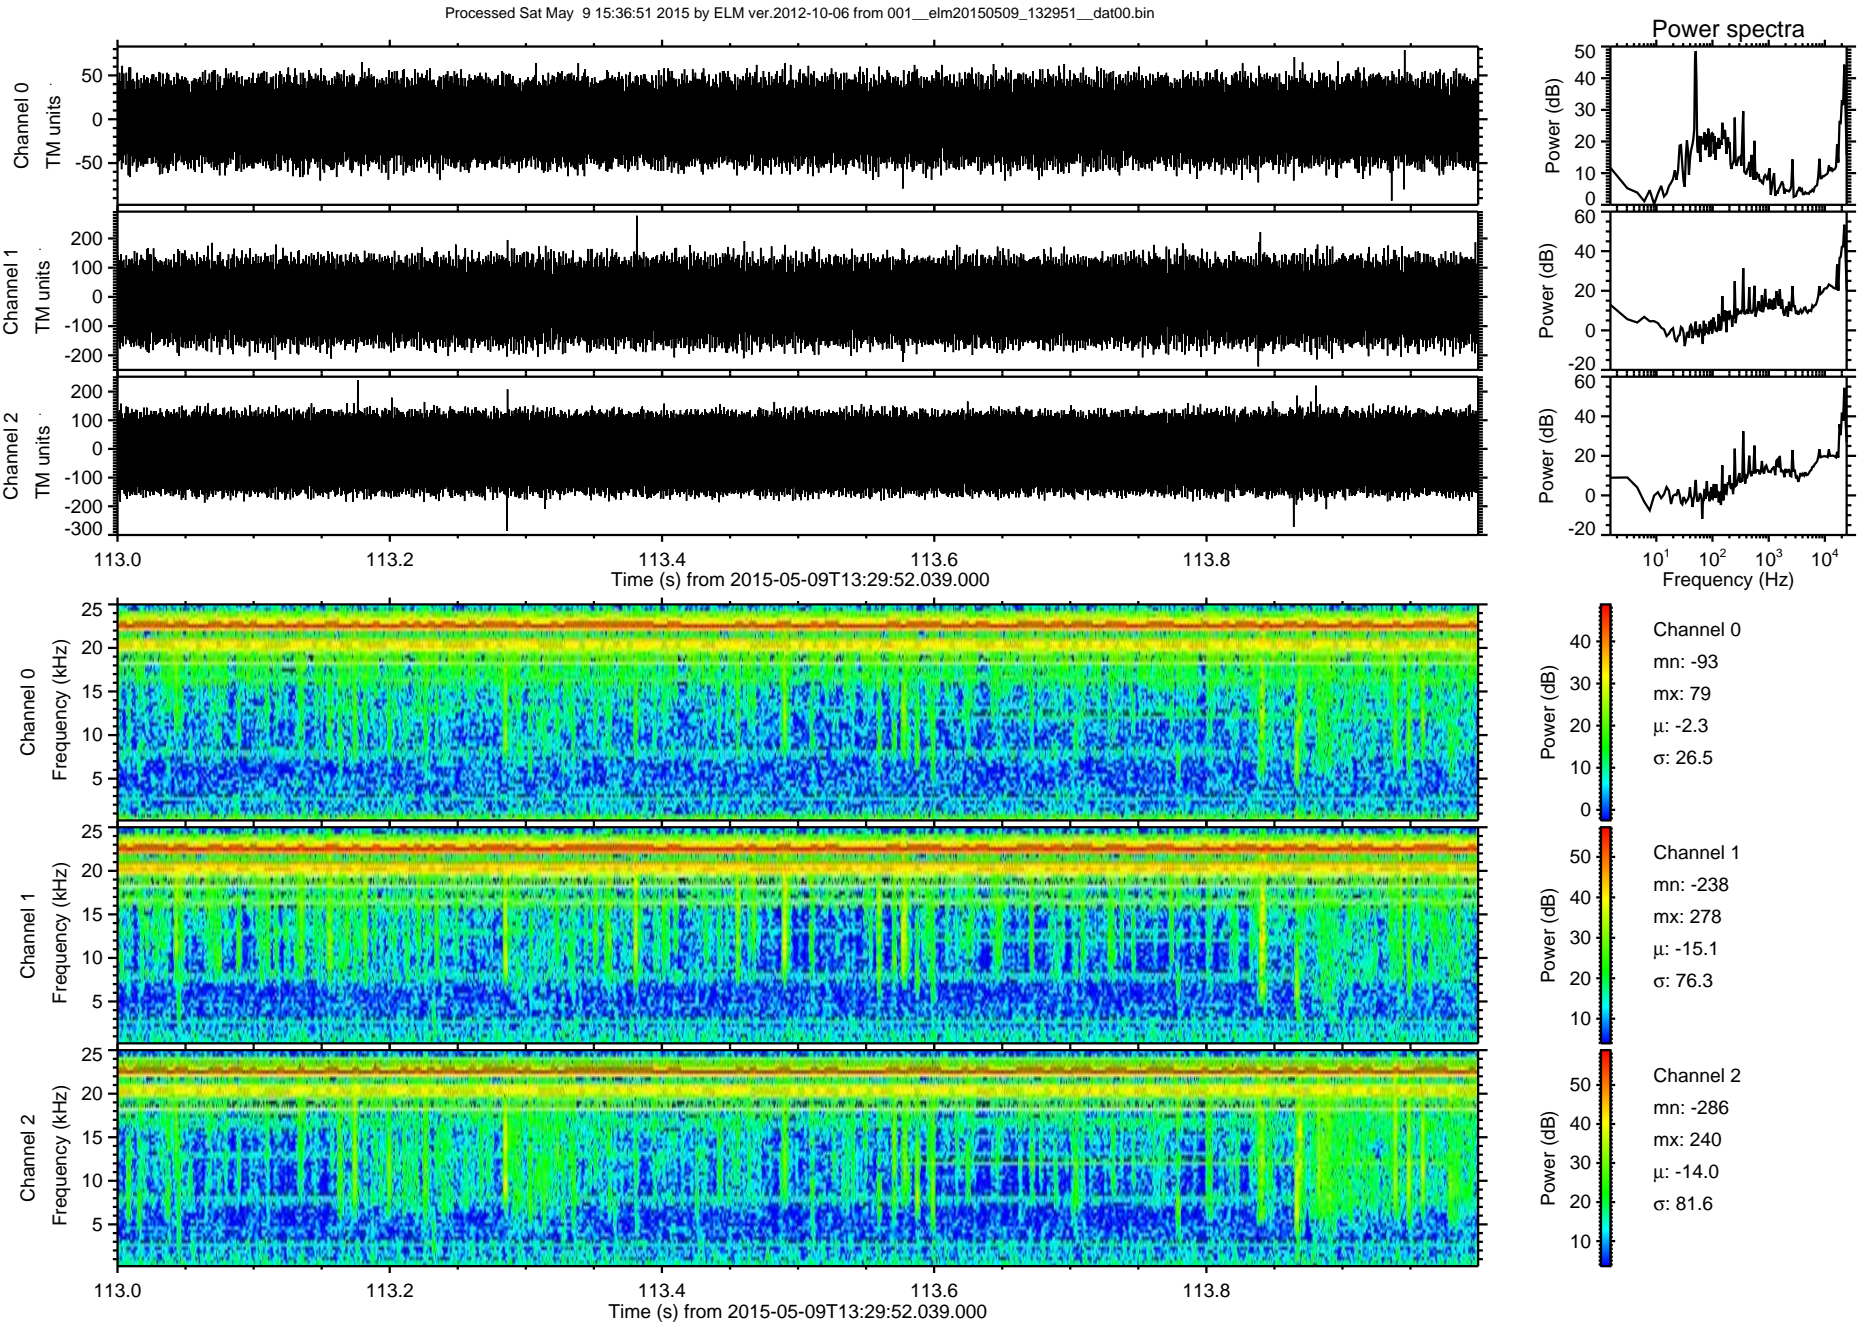 Processed Sat May  9 15:36:51 2015 by ELM ver.2012-10-06 from 001__elm20150509_132951__dat00.bin
Power spectra
Channel 0
TM units
50
0
-50
Power (dB)
50
40
30
20
10
0
Channel 1
TM units
200
100
0
-100
-200
Power (dB)
60
40
20
0
-20
Channel 2
TM units
200
100
0
-100
-200
-300
Power (dB)
60
40
20
0
-20
113.0 113.2 113.4 113.6 113.8
Time (s) from 2015-05-09T13:29:52.039.000
10^1 10^2 10^3 10^4
Frequency (Hz)
Channel 0
Frequency (kHz)
25
20
15
10
5
Power (dB)
40
30
20
10
0
Channel 0
mn: -93
mx: 79
μ: -2.3
σ: 26.5
Channel 1
Frequency (kHz)
25
20
15
10
5
Power (dB)
50
40
30
20
10
Channel 1
mn: -238
mx: 278
μ: -15.1
σ: 76.3
Channel 2
Frequency (kHz)
25
20
15
10
5
Power (dB)
50
40
30
20
10
Channel 2
mn: -286
mx: 240
μ: -14.0
σ: 81.6
113.0 113.2 113.4 113.6 113.8
Time (s) from 2015-05-09T13:29:52.039.000